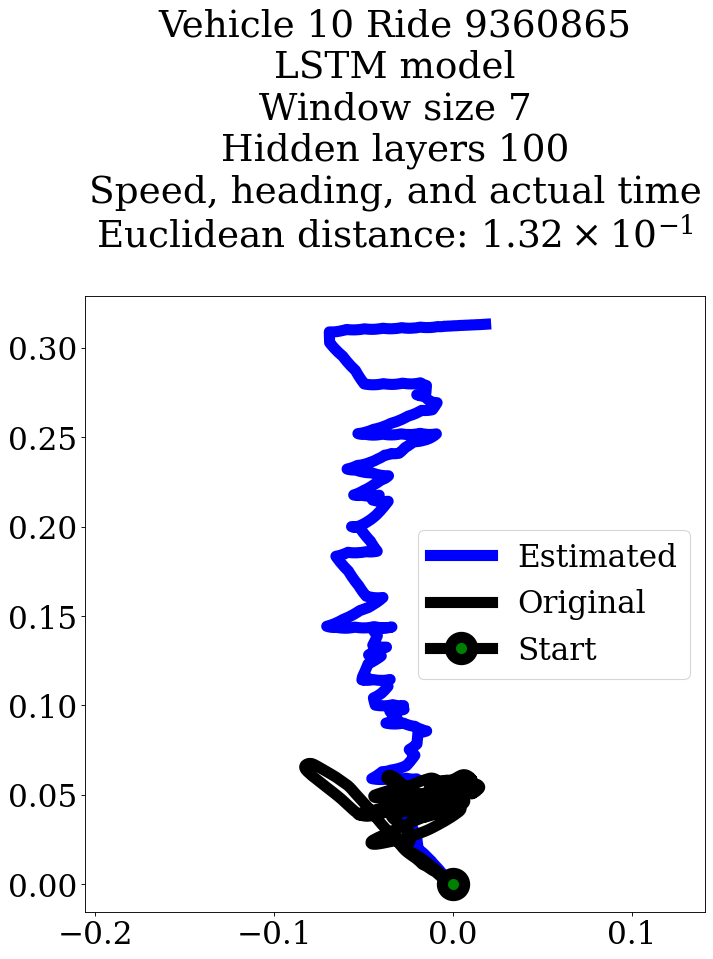 Vehicle 10 Ride 9360865
LSTM model
Window size 7
Hidden layers 100
Speed, heading, and actual time
Euclidean distance: 1.32 × 10⁻¹
0.30
0.25
0.20
0.15
0.10
0.05
0.00
Estimated
Original
Start
−0.2 −0.1 0.0 0.1